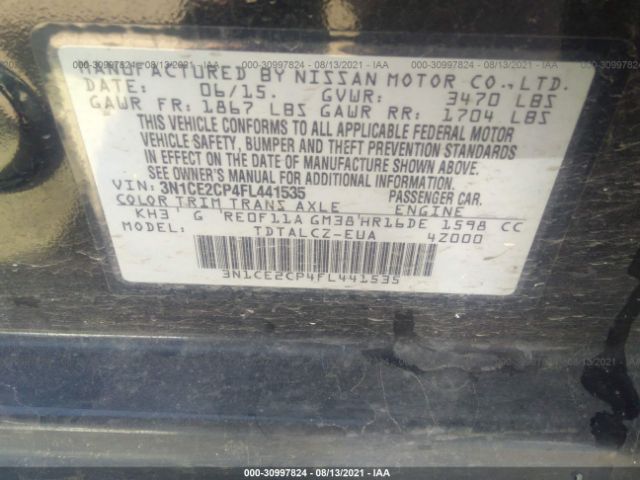 000-30997824 - 08/13/2021 - IAA
MANUFACTURED BY NISSAN MOTOR CO.,LTD.
DATE: 06/15. GVWR: 3470 LBS
GAWR FR: 1867 LBS GAWR RR: 1704 LBS
THIS VEHICLE CONFORMS TO ALL APPLICABLE FEDERAL MOTOR
VEHICLE SAFETY, BUMPER AND THEFT PREVENTION STANDARDS
IN EFFECT ON THE DATE OF MANUFACTURE SHOWN ABOVE.
SEE OWNER'S MANUAL FOR ADDITIONAL INFORMATION.
VIN: 3N1CE2CP4FL441535 PASSENGER CAR.
COLOR TRIM TRANS AXLE ENGINE
KH3 G RE0F11A GM38 HR16DE 1598 CC
MODEL: TDTALCZ-EUA 4Z000
3N1CE2CP4FL441535
000-30997824 - 08/13/2021 - IAA